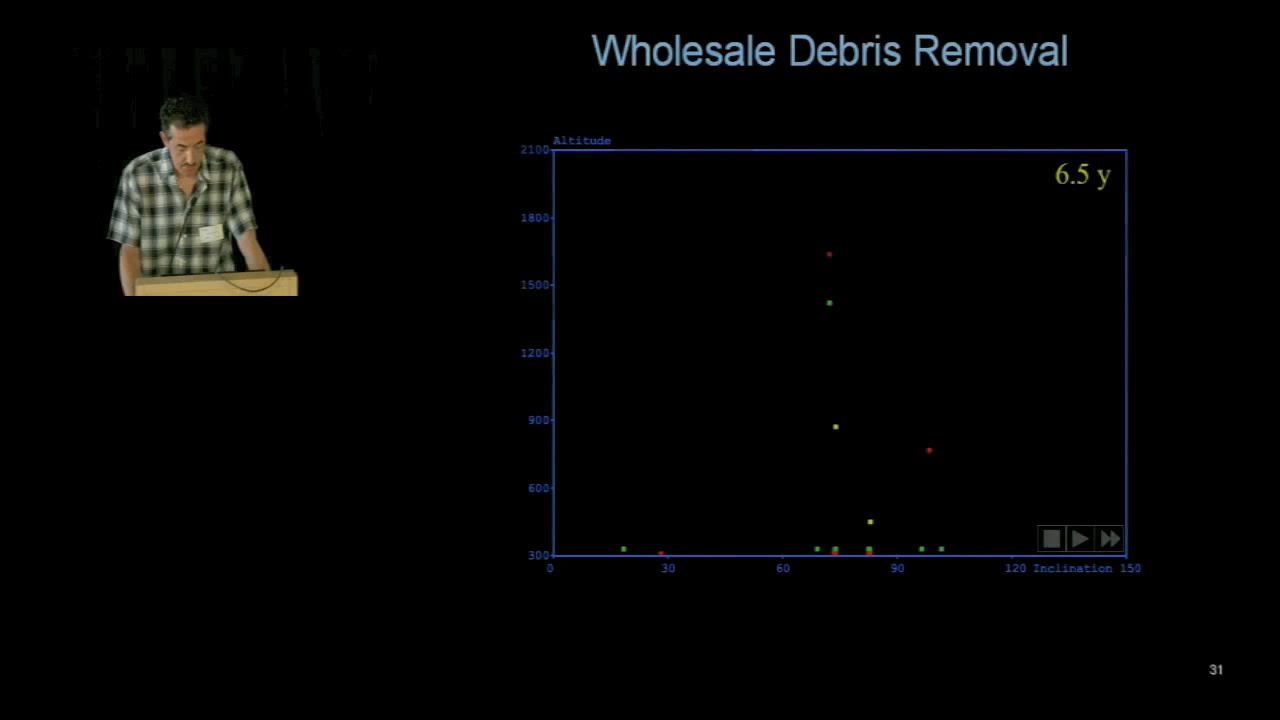 Wholesale Debris Removal
Altitude
2100
6.5 y
1800
1500
1200
900
600
300
0 30 60 90 120 Inclination 150
31